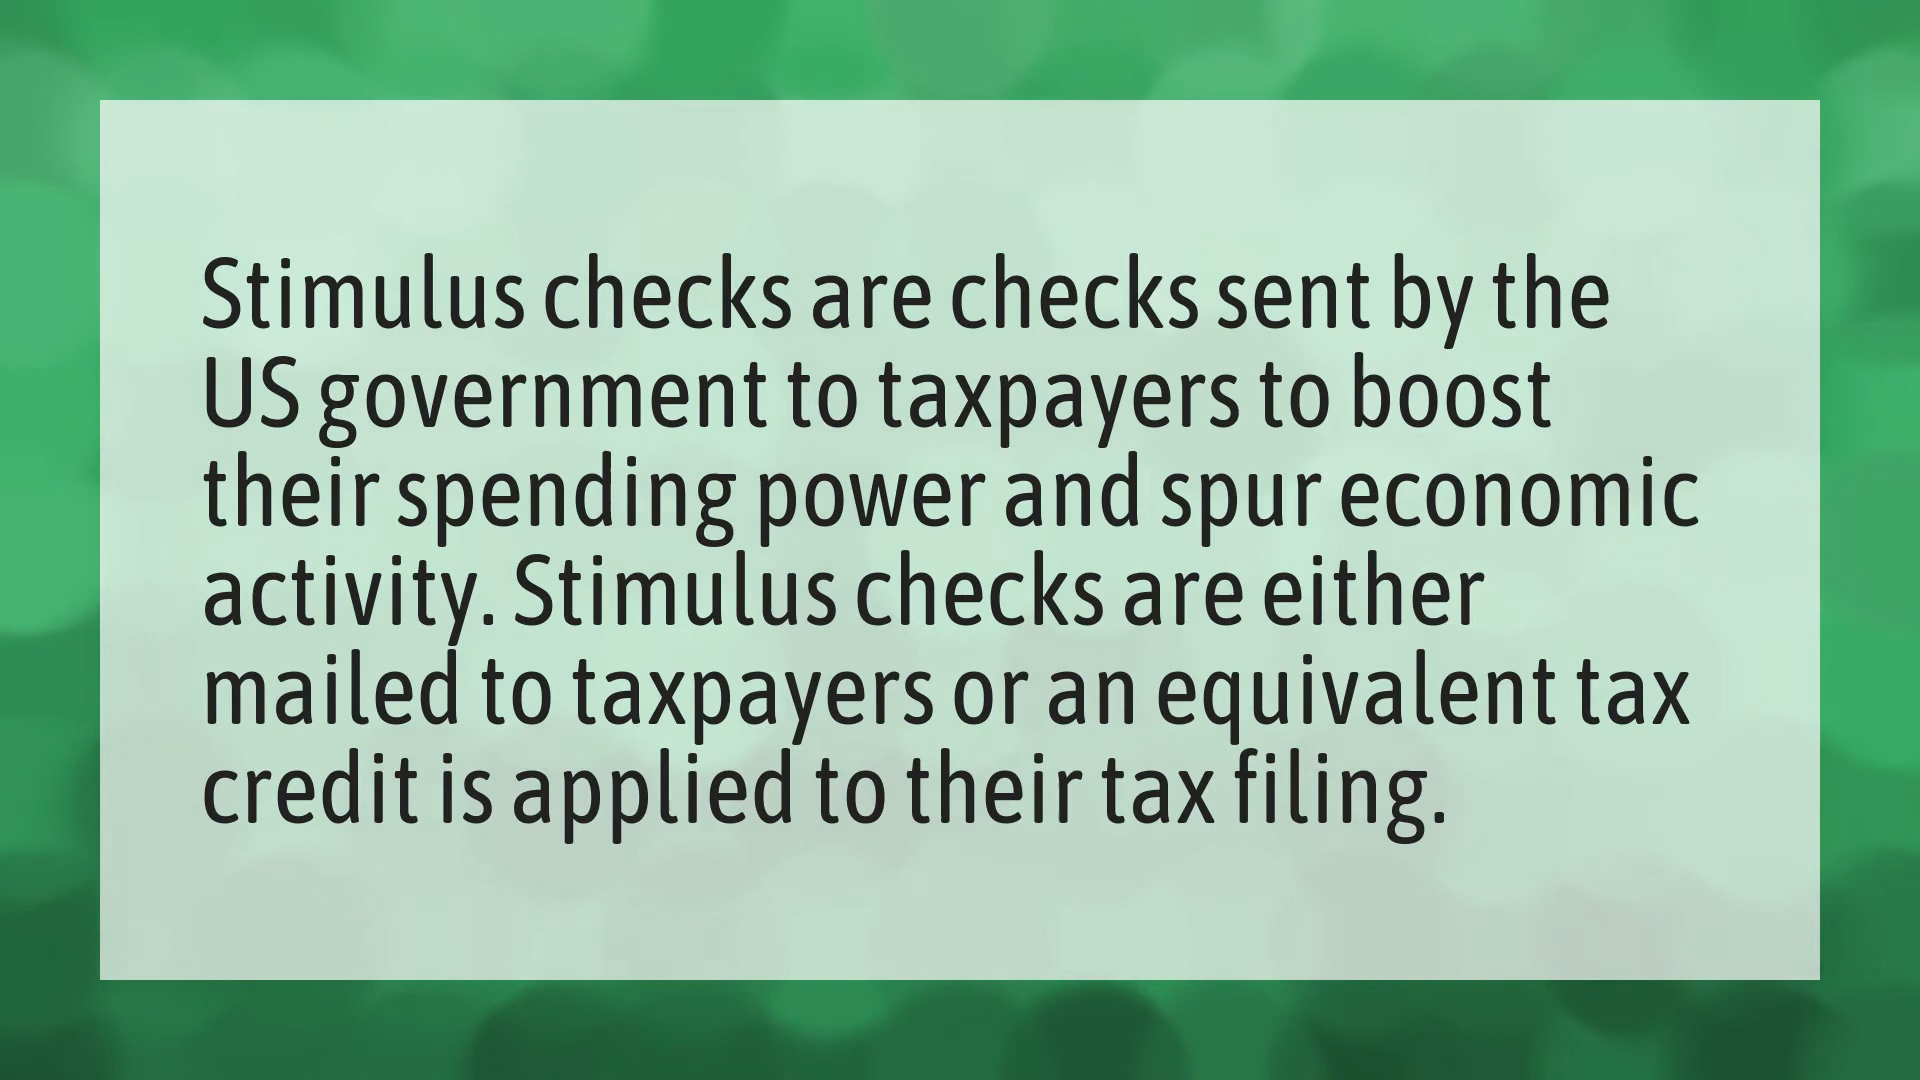 Stimulus checks are checks sent by the
US government to taxpayers to boost
their spending power and spur economic
activity. Stimulus checks are either
mailed to taxpayers or an equivalent tax
credit is applied to their tax filing.